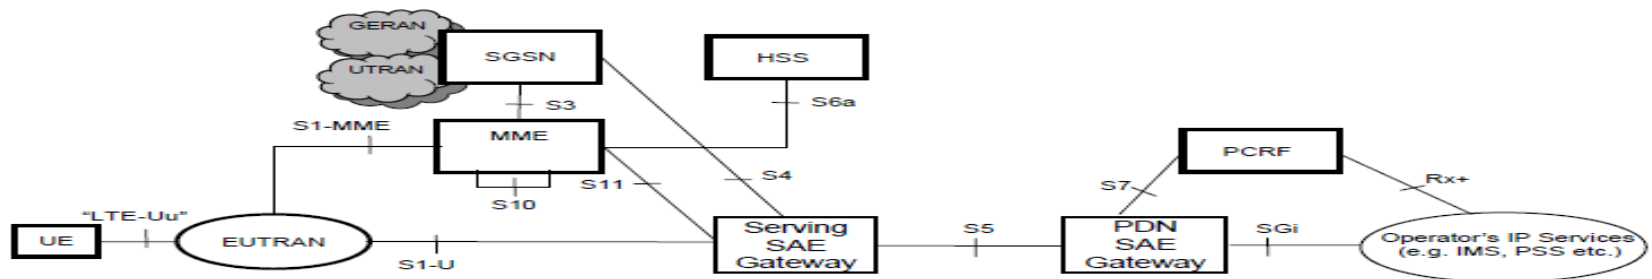 GERAN
SGSN
HSS
UTRAN
S3
S6a
S1-MME
MME
PCRF
S11
S4
S7
Rx+
S10
"LTE-Uu"
UE
EUTRAN
S1-U
Serving
SAE
Gateway
S5
PDN
SAE
Gateway
SGi
Operator's IP Services
(e.g. IMS, PSS etc.)